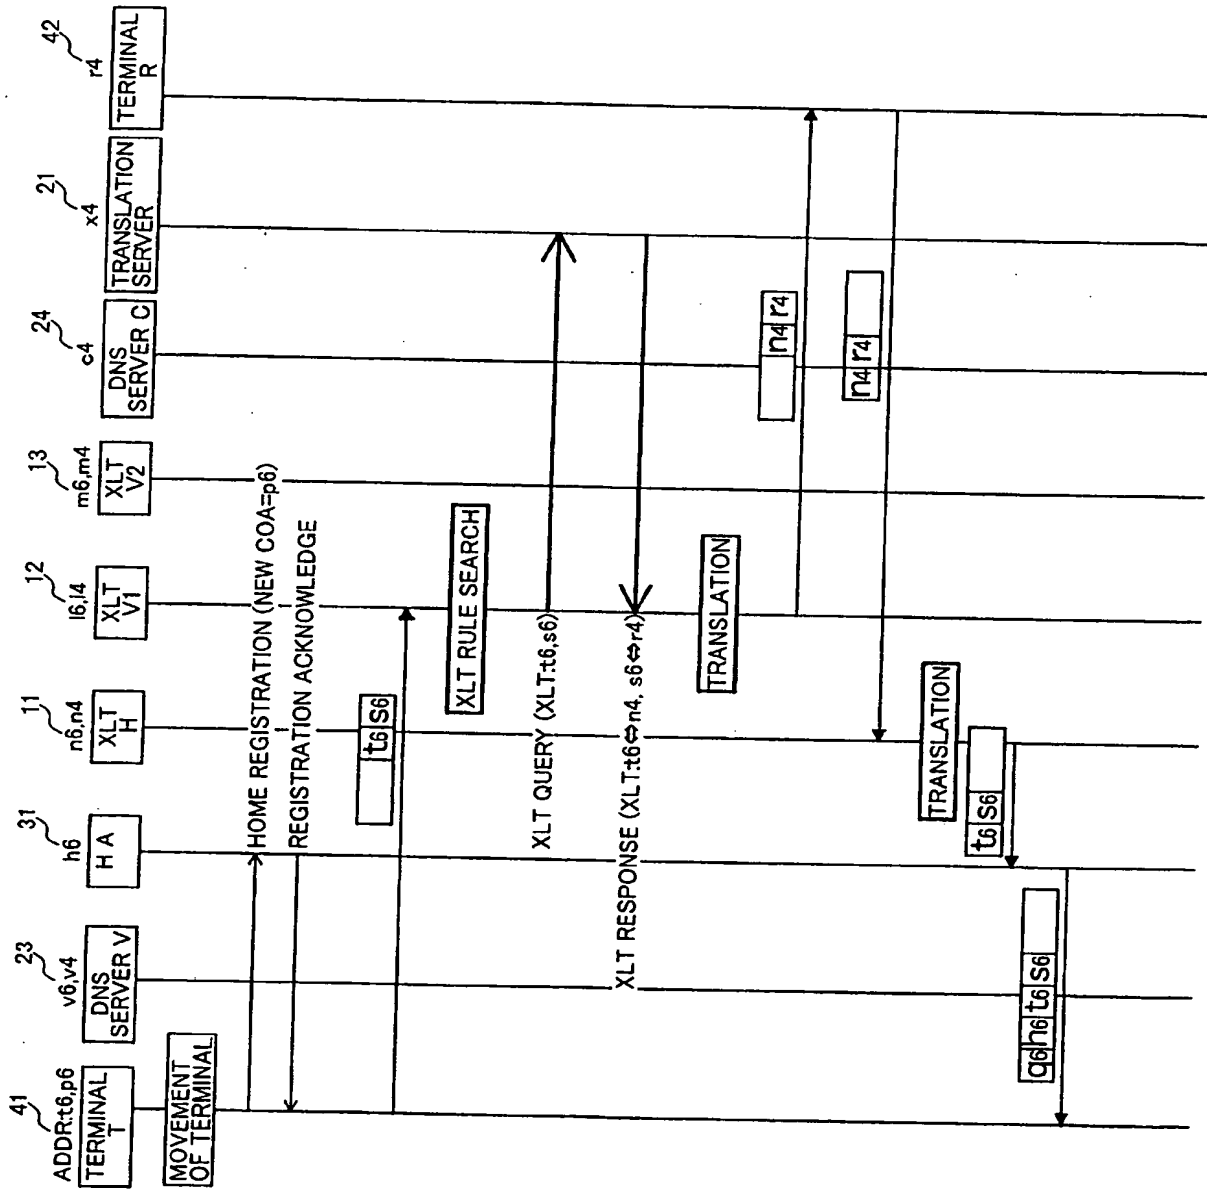 41
ADDR:t6,p6
TERMINAL
T
23
v6,v4
DNS
SERVER V
31
h6
H A
11
n6,n4
XLT
H
12
l6,l4
XLT
V1
13
m6,m4
XLT
V2
24
c4
DNS
SERVER C
21
x4
TRANSLATION
SERVER
42
r4
TERMINAL
R
MOVEMENT
OF TERMINAL
HOME REGISTRATION (NEW COA=p6)
REGISTRATION ACKNOWLEDGE
t6 s6
XLT RULE SEARCH
XLT QUERY (XLT:t6,s6)
XLT RESPONSE (XLT:t6⇔n4, s6⇔r4)
TRANSLATION
n4 r4
n4 r4
TRANSLATION
t6 s6
q6 h6 t6 s6